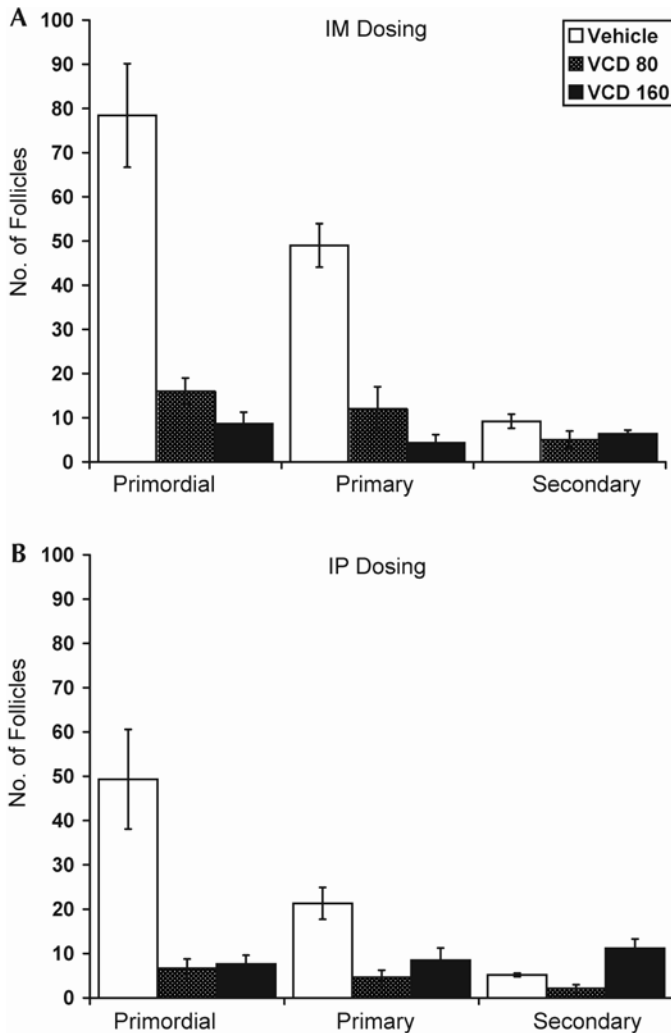 A
IM Dosing
Vehicle
VCD 80
VCD 160
No. of Follicles
100
90
80
70
60
50
40
30
20
10
0
Primordial Primary Secondary
B
IP Dosing
No. of Follicles
100
90
80
70
60
50
40
30
20
10
0
Primordial Primary Secondary